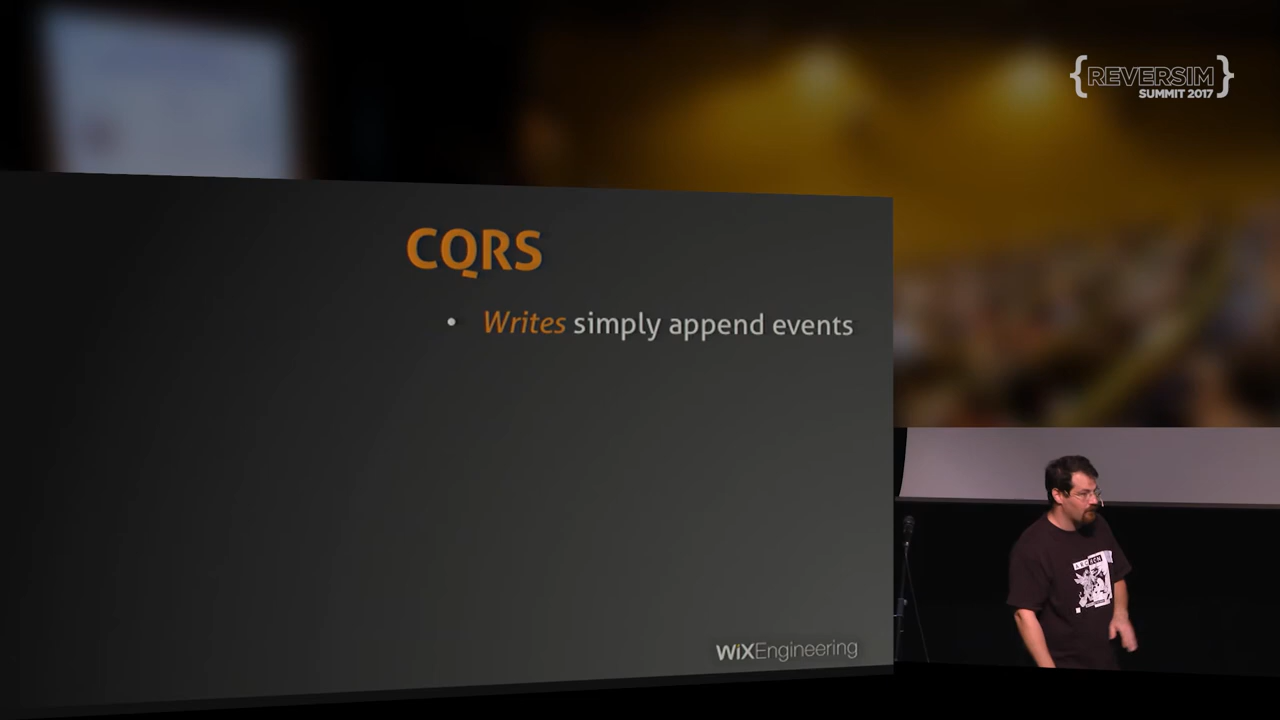 {REVERSIM}
SUMMIT 2017
CQRS
• Writes simply append events
WiXEngineering